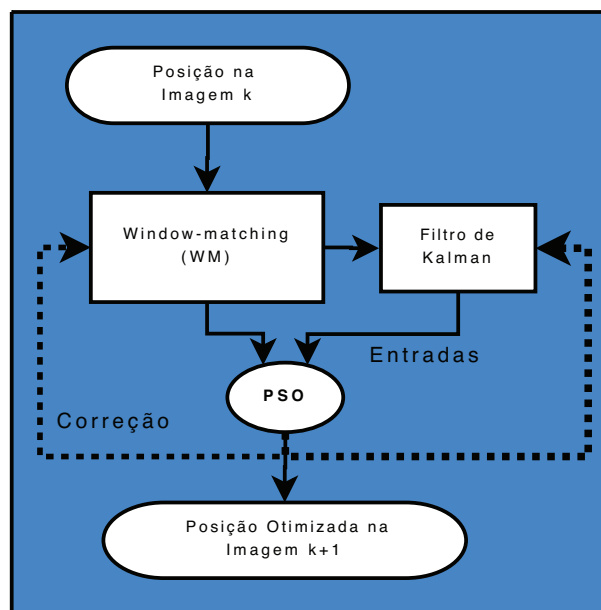 Posição na
Imagem k
Window-matching
(WM)
Filtro de
Kalman
Entradas
PSO
Correção
Posição Otimizada na
Imagem k+1